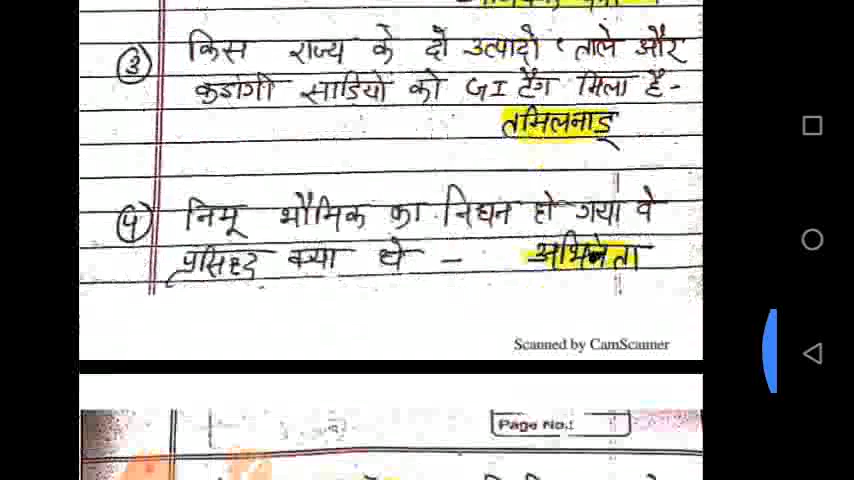 ③ किस राज्य के दो उत्पादो ‘ ताले और
कडांगी साडियों को GI टैग मिला है-
तमिलनाडू
④ निमू भौमिक का निधन हो गया वे
प्रसिद्द क्या थे - अभिनेता
Scanned by CamScanner
Page No.: